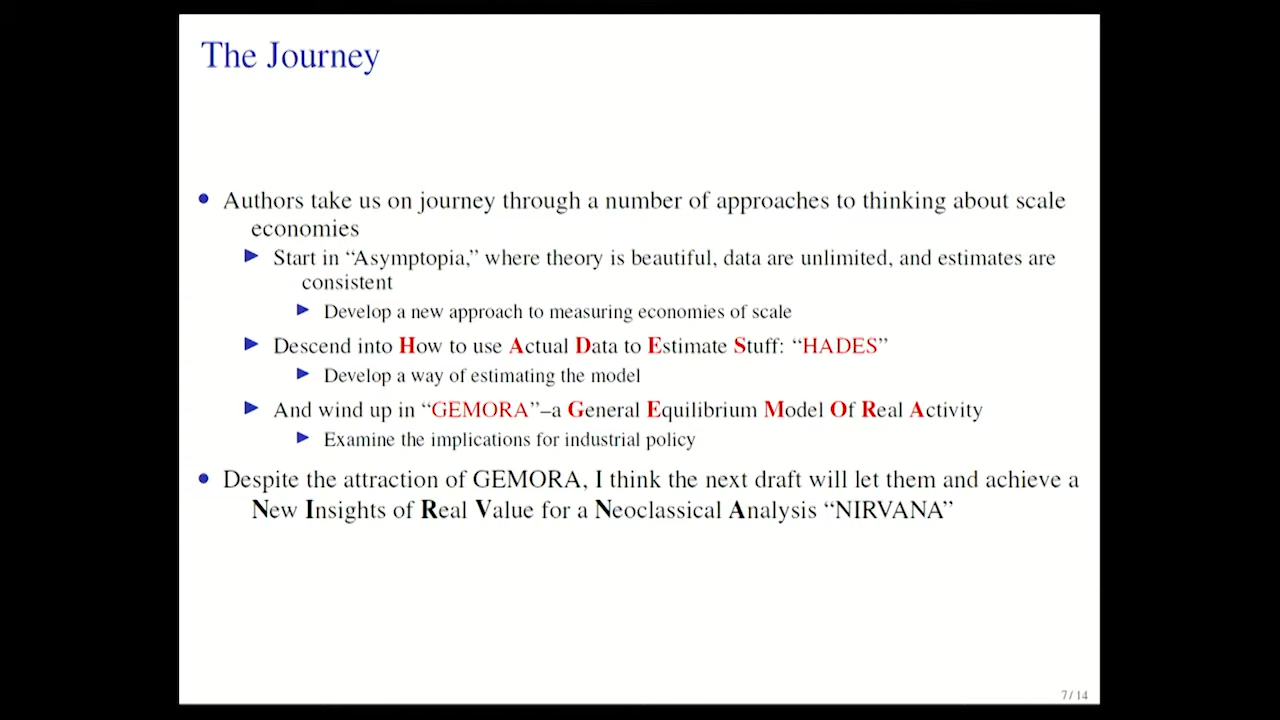 The Journey
• Authors take us on journey through a number of approaches to thinking about scale
economies
▶ Start in “Asymptopia,” where theory is beautiful, data are unlimited, and estimates are
consistent
▶ Develop a new approach to measuring economies of scale
▶ Descend into How to use Actual Data to Estimate Stuff: “HADES”
▶ Develop a way of estimating the model
▶ And wind up in “GEMORA”–a General Equilibrium Model Of Real Activity
▶ Examine the implications for industrial policy
• Despite the attraction of GEMORA, I think the next draft will let them and achieve a
New Insights of Real Value for a Neoclassical Analysis “NIRVANA”
7 / 14